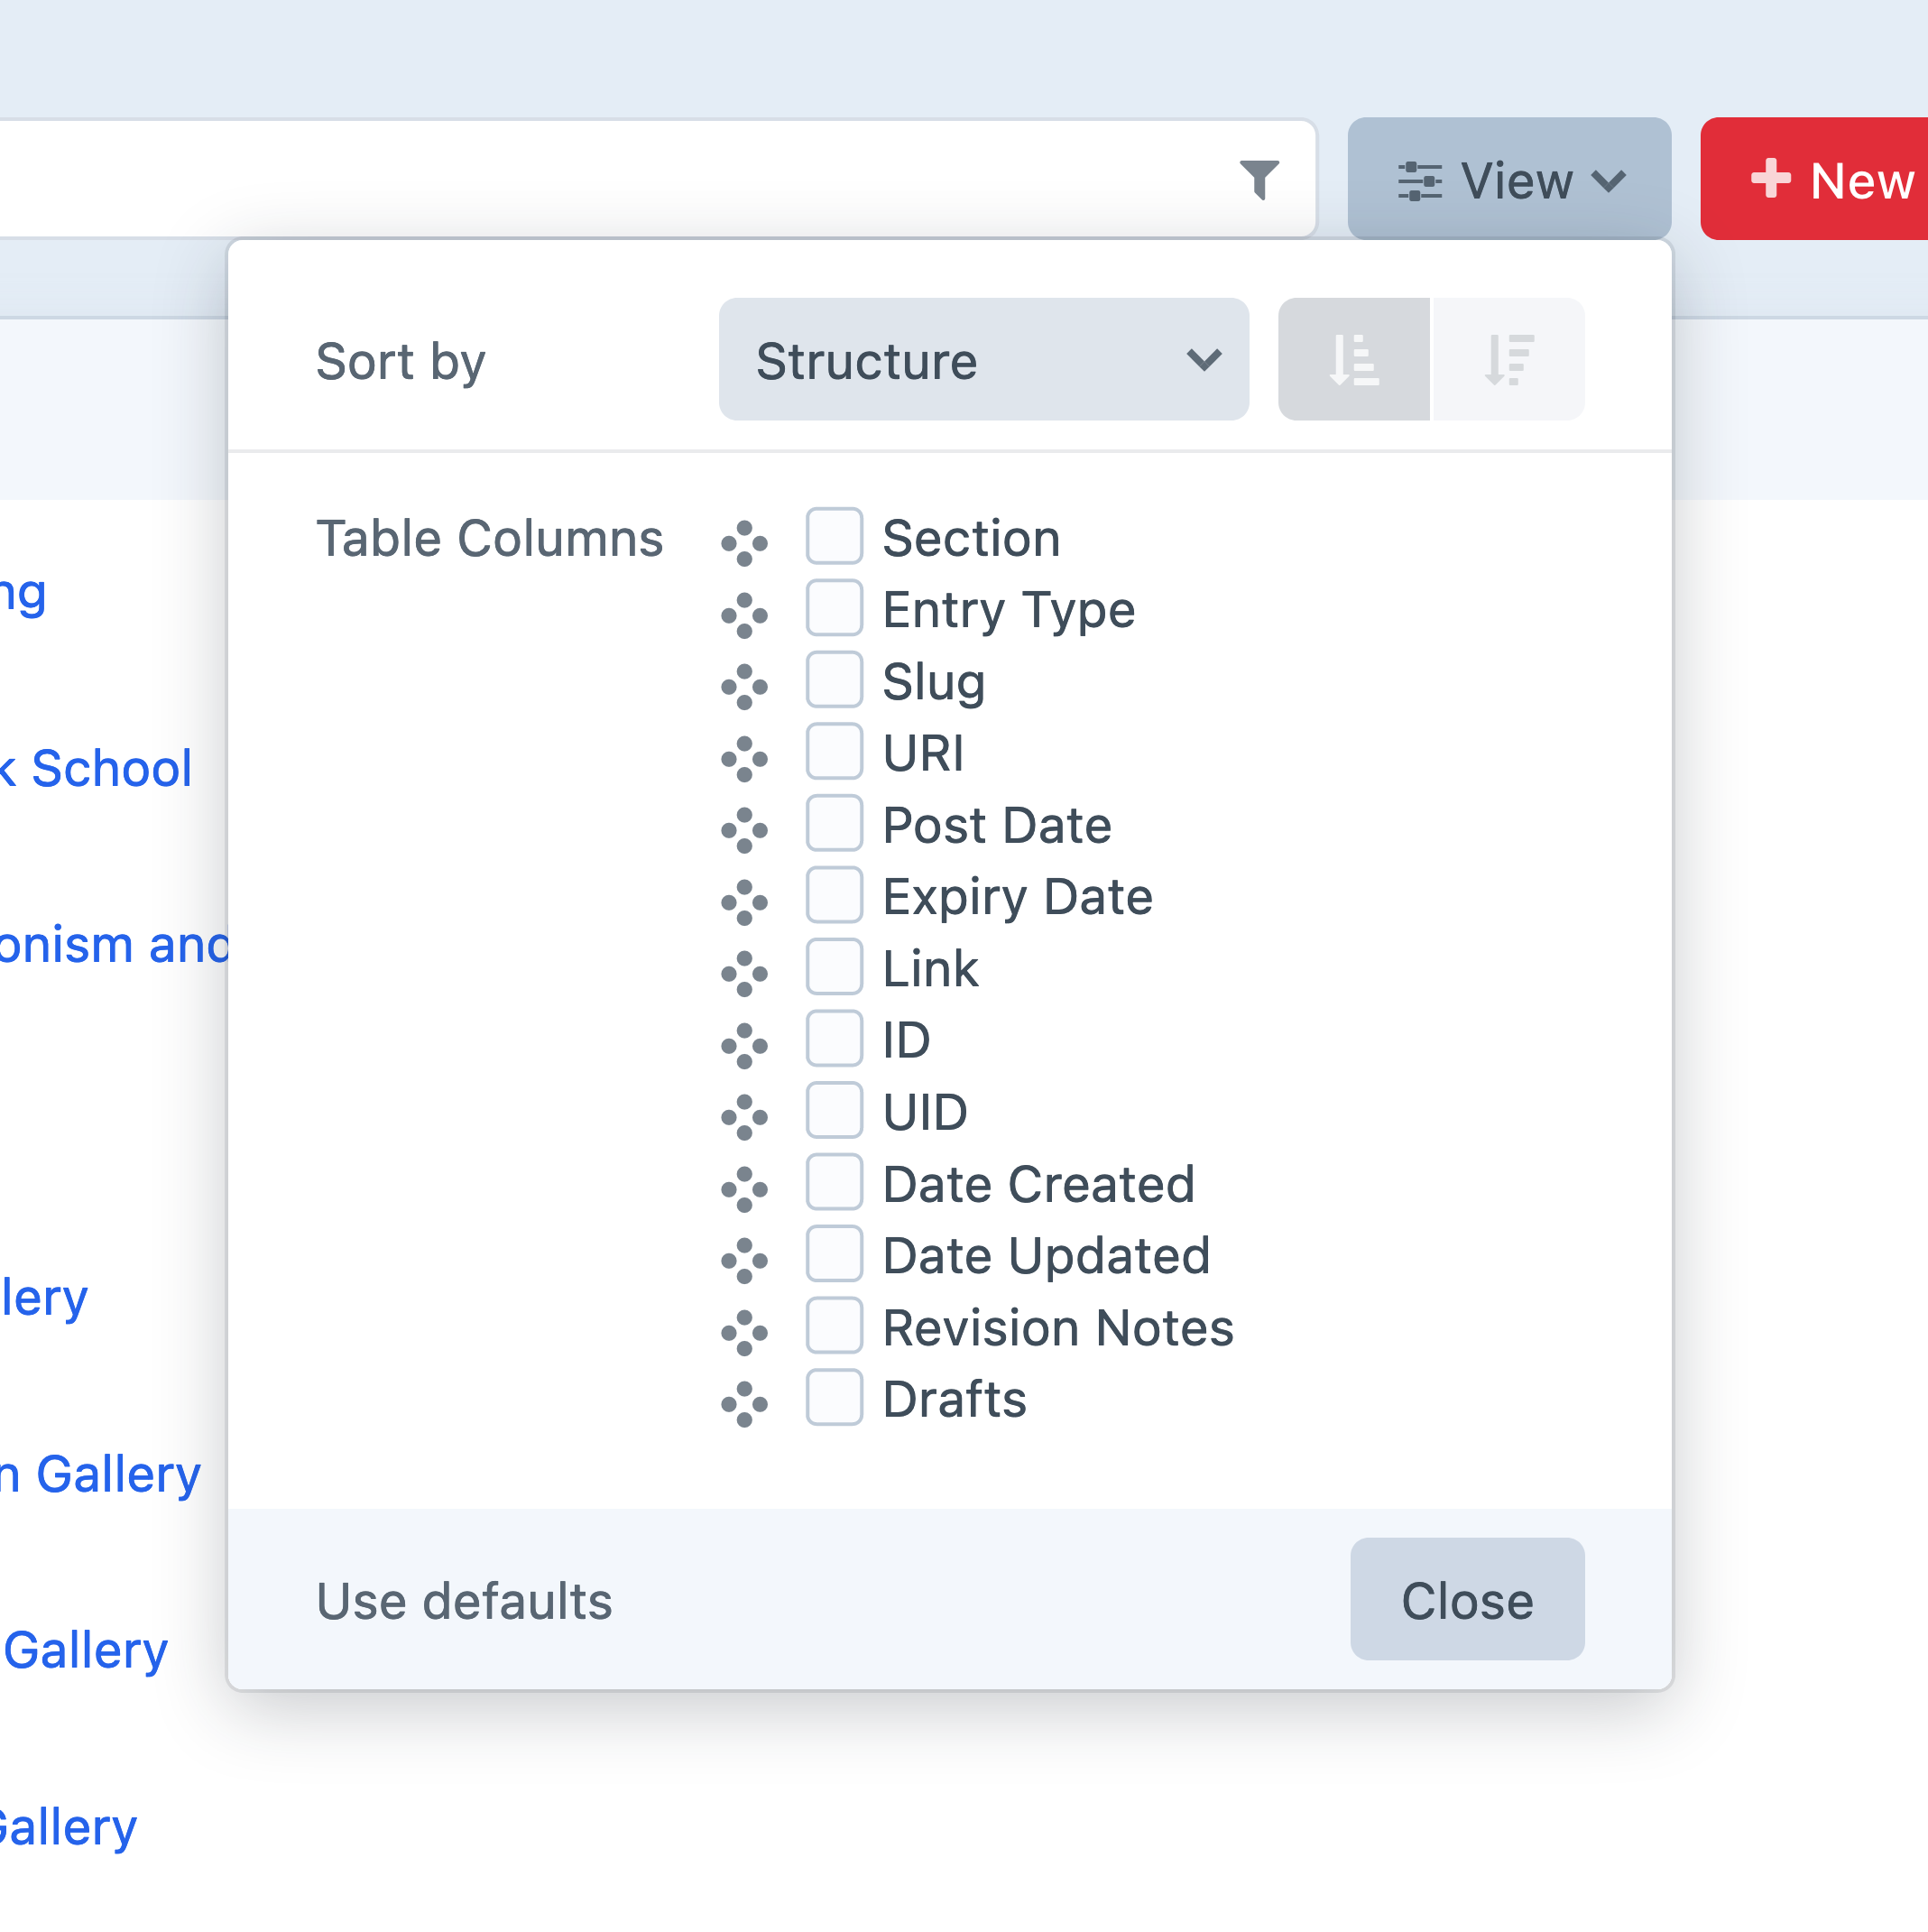 View
New
Sort by
Structure
Table Columns
Section
Entry Type
Slug
URI
Post Date
Expiry Date
Link
ID
UID
Date Created
Date Updated
Revision Notes
Drafts
ng
k School
onism and
lery
n Gallery
Gallery
Gallery
Use defaults
Close